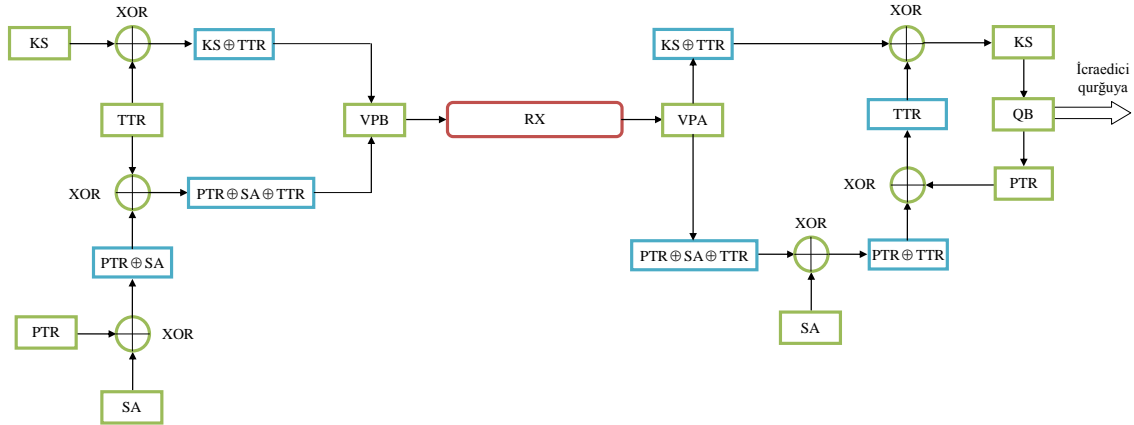 XOR
KS
KS⊕TTR
TTR
XOR
PTR⊕SA⊕TTR
PTR⊕SA
PTR
XOR
SA
VPB
RX
VPA
KS⊕TTR
PTR⊕SA⊕TTR
XOR
SA
PTR⊕TTR
XOR
TTR
XOR
KS
QB
PTR
İcraedici
qurğuya